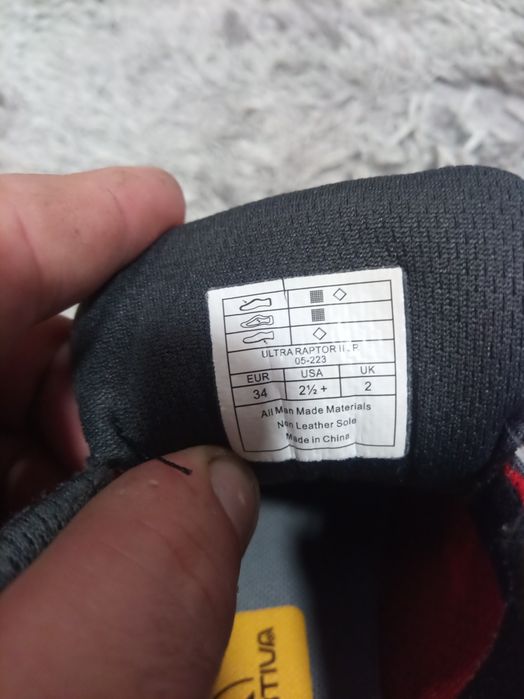 ULTRA RAPTOR II JR
05-223
EUR USA UK
34 2½ + 2
All Man Made Materials
Non Leather Sole
Made in China
TIVA